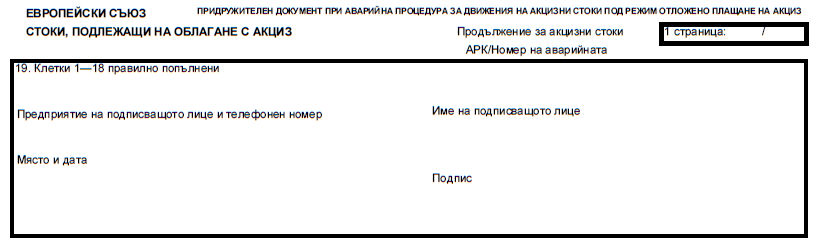 ЕВРОПЕЙСКИ СЪЮЗ ПРИДРУЖИТЕЛЕН ДОКУМЕНТ ПРИ АВАРИЙНА ПРОЦЕДУРА ЗА ДВИЖЕНИЯ НА АКЦИЗНИ СТОКИ ПОД РЕЖИМ ОТЛОЖЕНО ПЛАЩАНЕ НА АКЦИЗ
СТОКИ, ПОДЛЕЖАЩИ НА ОБЛАГАНЕ С АКЦИЗ Продължение за акцизни стоки 1 страница: /
АРК/Номер на аварийната
19. Клетки 1—18 правилно попълнени
Предприятие на подписващото лице и телефонен номер Име на подписващото лице
Място и дата
Подпис